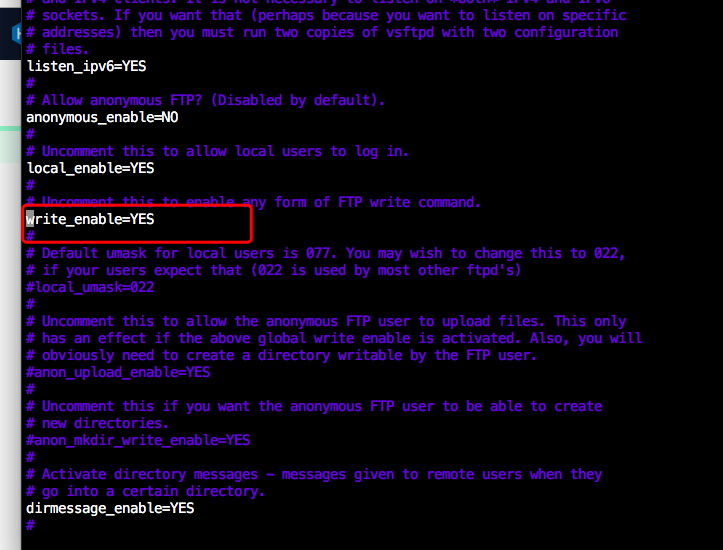 # and IPv4 clients. It is not necessary to listen on *both* IPv4 and IPv6
# sockets. If you want that (perhaps because you want to listen on specific
# addresses) then you must run two copies of vsftpd with two configuration
# files.
listen_ipv6=YES
#
# Allow anonymous FTP? (Disabled by default).
anonymous_enable=NO
#
# Uncomment this to allow local users to log in.
local_enable=YES
#
# Uncomment this to enable any form of FTP write command.
write_enable=YES
#
# Default umask for local users is 077. You may wish to change this to 022,
# if your users expect that (022 is used by most other ftpd's)
#local_umask=022
#
# Uncomment this to allow the anonymous FTP user to upload files. This only
# has an effect if the above global write enable is activated. Also, you will
# obviously need to create a directory writable by the FTP user.
#anon_upload_enable=YES
#
# Uncomment this if you want the anonymous FTP user to be able to create
# new directories.
#anon_mkdir_write_enable=YES
#
# Activate directory messages - messages given to remote users when they
# go into a certain directory.
dirmessage_enable=YES
#